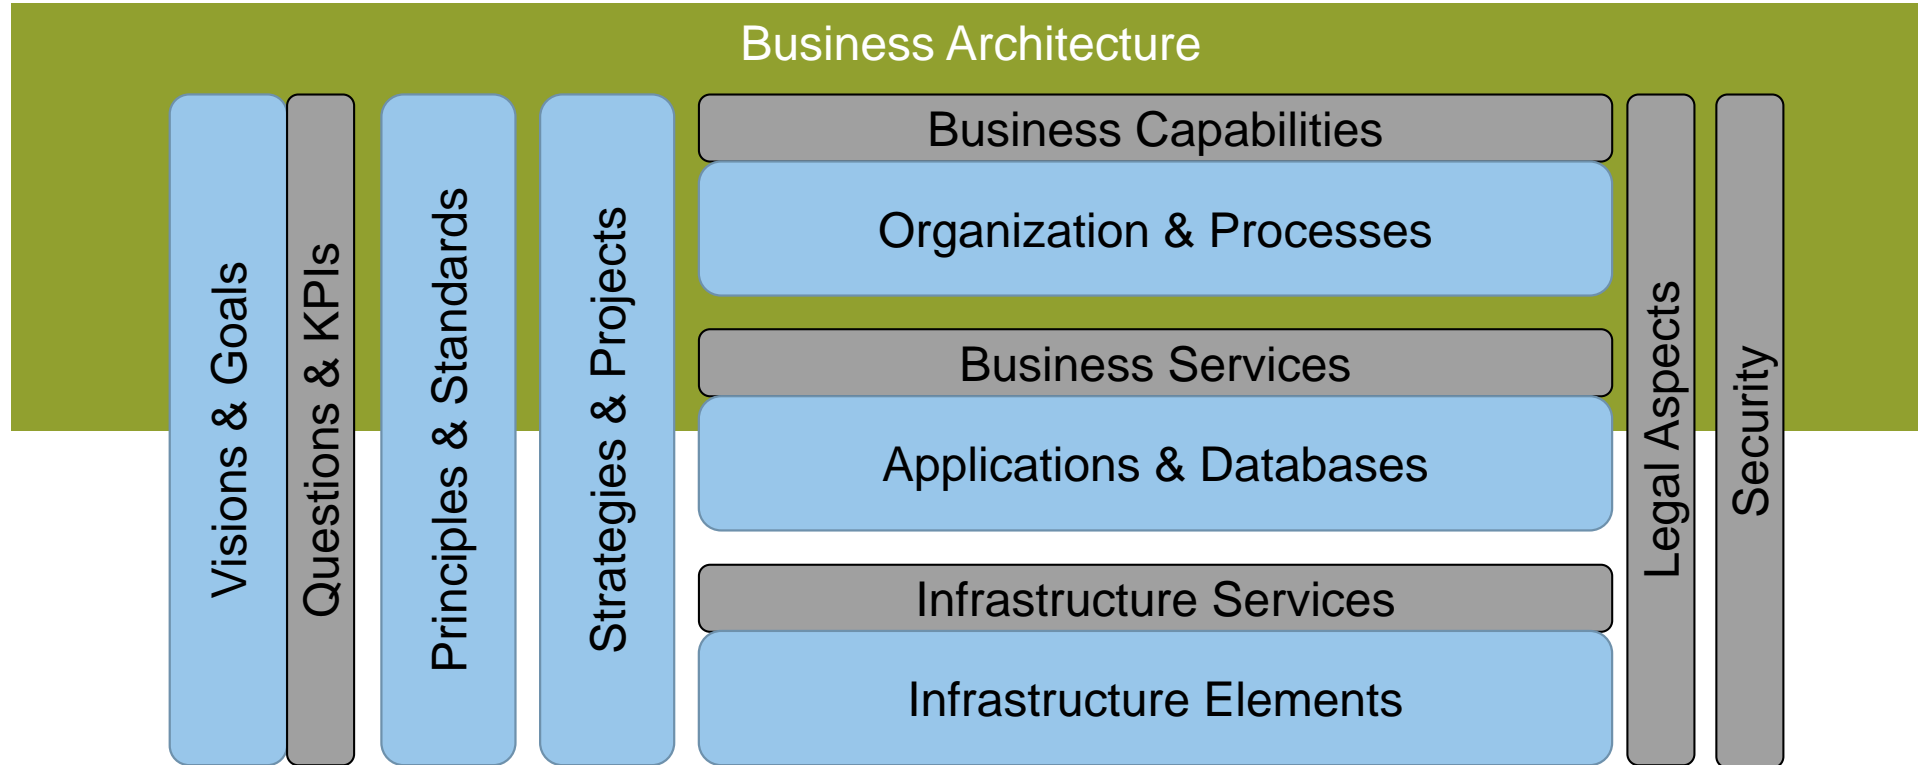 Business Architecture
Visions & Goals
Questions & KPIs
Principles & Standards
Strategies & Projects
Business Capabilities
Organization & Processes
Business Services
Applications & Databases
Infrastructure Services
Infrastructure Elements
Legal Aspects
Security